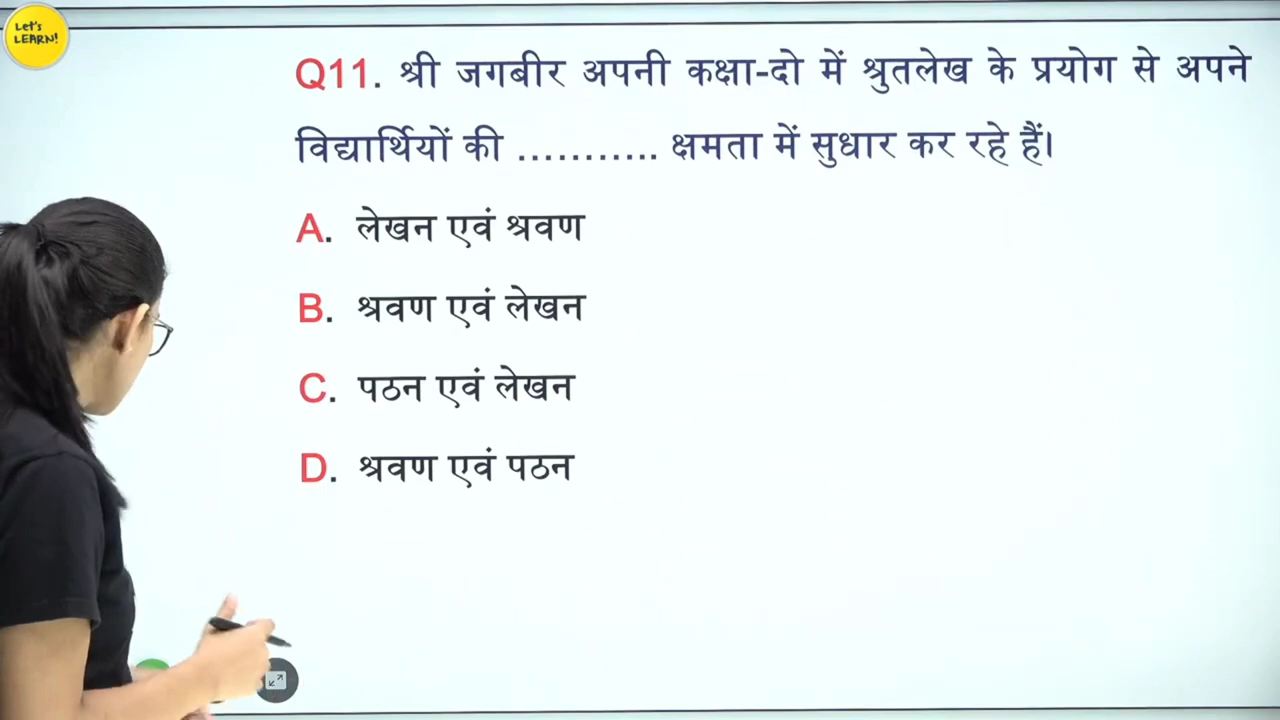 Let's
LEARN!
Q11. श्री जगबीर अपनी कक्षा-दो में श्रुतलेख के प्रयोग से अपने
विद्यार्थियों की ........... क्षमता में सुधार कर रहे हैं।
A. लेखन एवं श्रवण
B. श्रवण एवं लेखन
C. पठन एवं लेखन
D. श्रवण एवं पठन